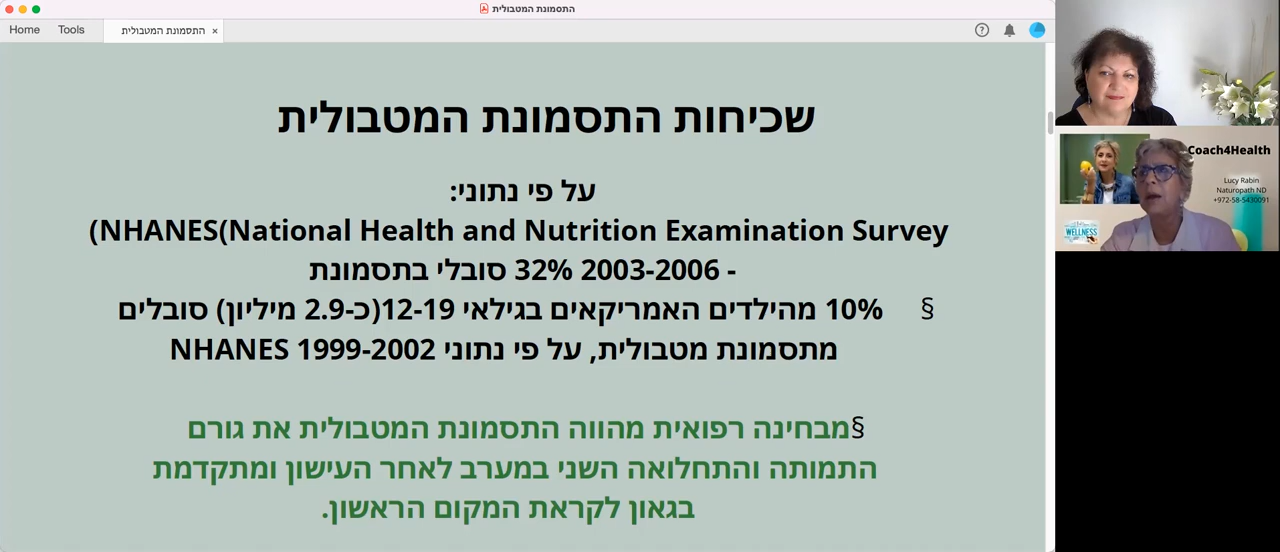 התסמונת המטבולית
Home
Tools
התסמונת המטבולית ×
שכיחות התסמונת המטבולית
על פי נתוני:
(NHANES(National Health and Nutrition Examination Survey
- 2003-2006 32% סובלי בתסמונת
§ 10% מהילדים האמריקאים בגילאי 12-19(כ-2.9 מיליון) סובלים
מתסמונת מטבולית, על פי נתוני NHANES 1999-2002
§מבחינה רפואית מהווה התסמונת המטבולית את גורם
התמותה והתחלואה השני במערב לאחר העישון ומתקדמת
בגאון לקראת המקום הראשון.
Coach4Health
Lucy Rabin
Naturopath ND
+972-58-5430091
WELLNESS